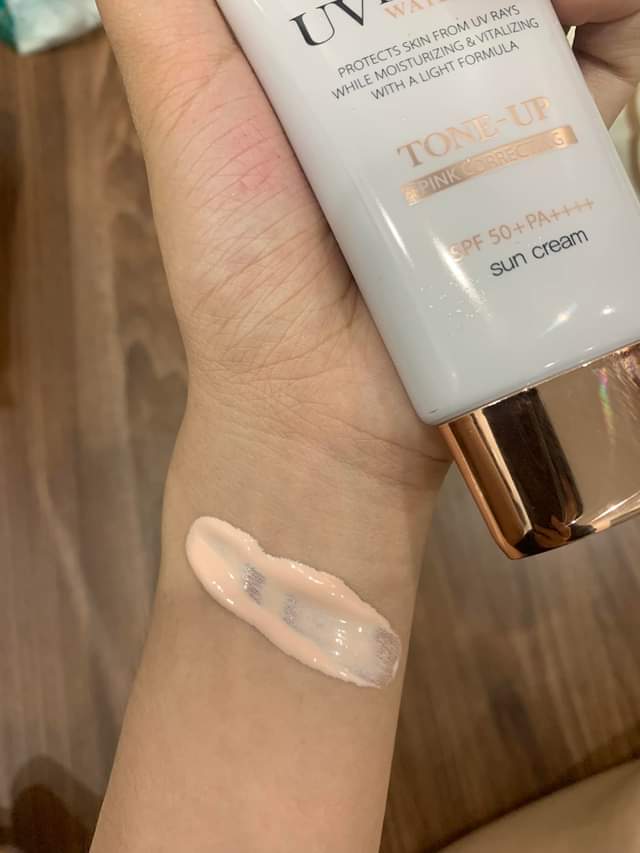 PROTECTS SKIN FROM UV RAYS
WHILE MOISTURIZING & VITALIZING
WITH A LIGHT FORMULA
TONE-UP
PINK CORRECTING
SPF 50+PA++++
sun cream